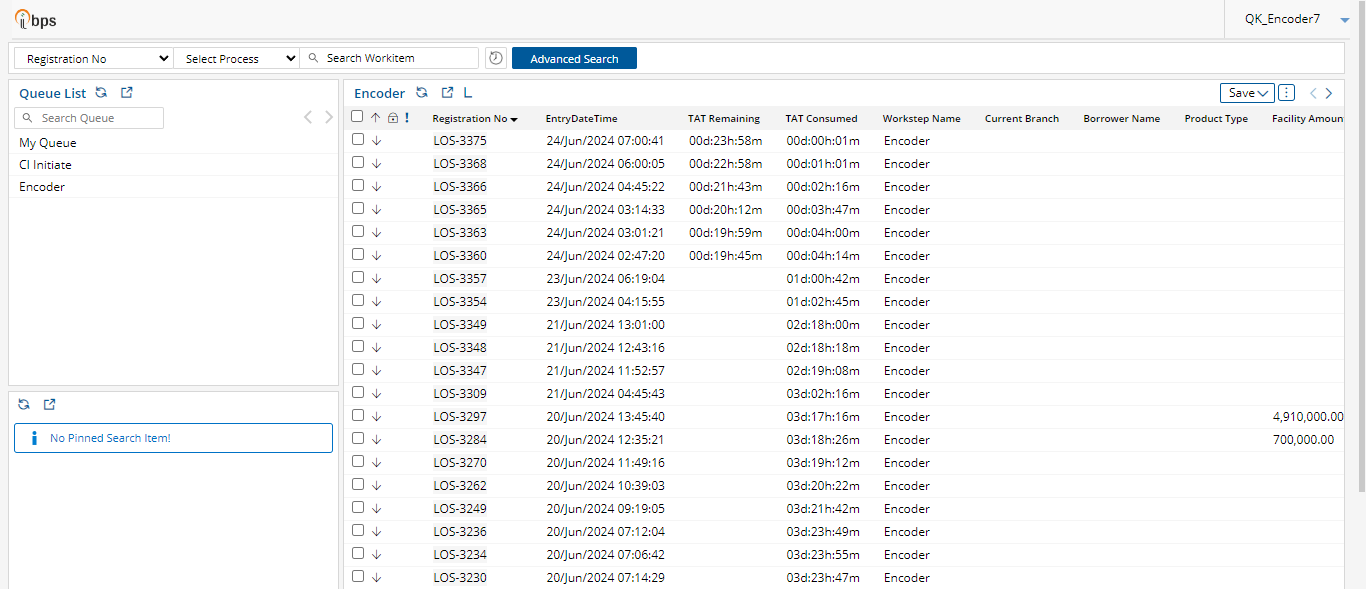 ibps
QK_Encoder7
Registration No Select Process Search Workitem Advanced Search
Queue List
Search Queue
My Queue
CI Initiate
Encoder
No Pinned Search Item!
Encoder L Save
Registration No EntryDateTime TAT Remaining TAT Consumed Workstep Name Current Branch Borrower Name Product Type Facility Amoun
LOS-3375 24/Jun/2024 07:00:41 00d:23h:58m 00d:00h:01m Encoder
LOS-3368 24/Jun/2024 06:00:05 00d:22h:58m 00d:01h:01m Encoder
LOS-3366 24/Jun/2024 04:45:22 00d:21h:43m 00d:02h:16m Encoder
LOS-3365 24/Jun/2024 03:14:33 00d:20h:12m 00d:03h:47m Encoder
LOS-3363 24/Jun/2024 03:01:21 00d:19h:59m 00d:04h:00m Encoder
LOS-3360 24/Jun/2024 02:47:20 00d:19h:45m 00d:04h:14m Encoder
LOS-3357 23/Jun/2024 06:19:04 01d:00h:42m Encoder
LOS-3354 23/Jun/2024 04:15:55 01d:02h:45m Encoder
LOS-3349 21/Jun/2024 13:01:00 02d:18h:00m Encoder
LOS-3348 21/Jun/2024 12:43:16 02d:18h:18m Encoder
LOS-3347 21/Jun/2024 11:52:57 02d:19h:08m Encoder
LOS-3309 21/Jun/2024 04:45:43 03d:02h:16m Encoder
LOS-3297 20/Jun/2024 13:45:40 03d:17h:16m Encoder 4,910,000.00
LOS-3284 20/Jun/2024 12:35:21 03d:18h:26m Encoder 700,000.00
LOS-3270 20/Jun/2024 11:49:16 03d:19h:12m Encoder
LOS-3262 20/Jun/2024 10:39:03 03d:20h:22m Encoder
LOS-3249 20/Jun/2024 09:19:05 03d:21h:42m Encoder
LOS-3236 20/Jun/2024 07:12:04 03d:23h:49m Encoder
LOS-3234 20/Jun/2024 07:06:42 03d:23h:55m Encoder
LOS-3230 20/Jun/2024 07:14:29 03d:23h:47m Encoder